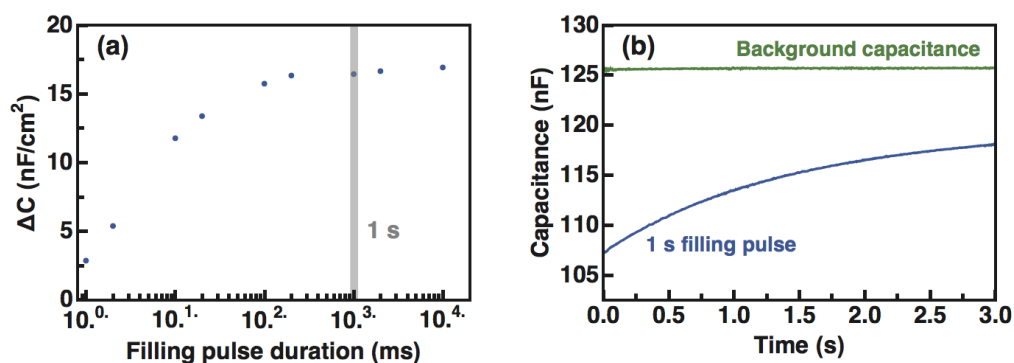 (a)
ΔC (nF/cm²)
20
15
10
5
0
1 s
10.⁰·
10.¹·
10.²·
10.³·
10.⁴·
Filling pulse duration (ms)
(b)
Capacitance (nF)
130
125
120
115
110
105
Background capacitance
1 s filling pulse
0.0
0.5
1.0
1.5
2.0
2.5
3.0
Time (s)